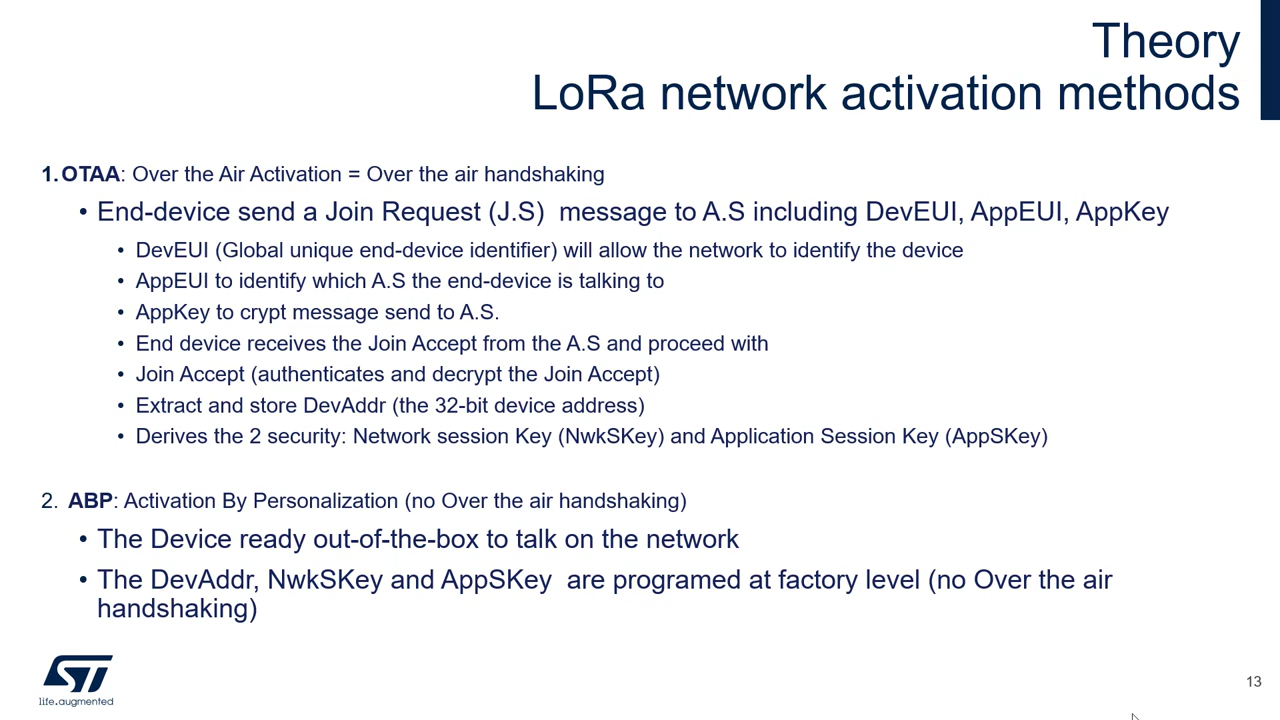 Theory
LoRa network activation methods
1. OTAA: Over the Air Activation = Over the air handshaking
• End-device send a Join Request (J.S)  message to A.S including DevEUI, AppEUI, AppKey
• DevEUI (Global unique end-device identifier) will allow the network to identify the device
• AppEUI to identify which A.S the end-device is talking to
• AppKey to crypt message send to A.S.
• End device receives the Join Accept from the A.S and proceed with
• Join Accept (authenticates and decrypt the Join Accept)
• Extract and store DevAddr (the 32-bit device address)
• Derives the 2 security: Network session Key (NwkSKey) and Application Session Key (AppSKey)
2. ABP: Activation By Personalization (no Over the air handshaking)
• The Device ready out-of-the-box to talk on the network
• The DevAddr, NwkSKey and AppSKey  are programed at factory level (no Over the air
handshaking)
ST
life.augmented
13